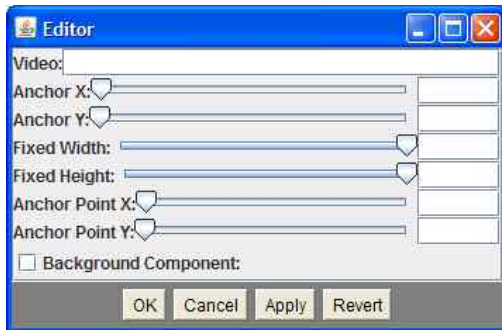 Editor
Video:
Anchor X:
Anchor Y:
Fixed Width:
Fixed Height:
Anchor Point X:
Anchor Point Y:
Background Component:
OK Cancel Apply Revert